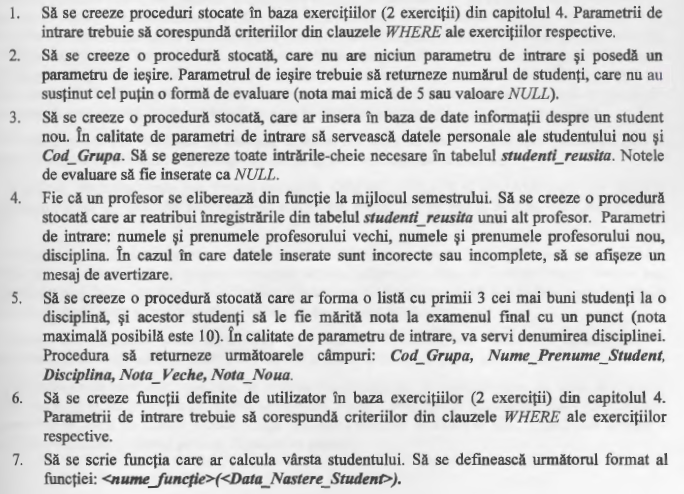 1. Să se creeze proceduri stocate în baza exercițiilor (2 exerciții) din capitolul 4. Parametrii de
intrare trebuie să corespundă criteriilor din clauzele WHERE ale exercițiilor respective.
2. Să se creeze o procedură stocată, care nu are niciun parametru de intrare și posedă un
parametru de ieșire. Parametrul de ieșire trebuie să returneze numărul de studenți, care nu au
susținut cel puțin o formă de evaluare (nota mai mică de 5 sau valoare NULL).
3. Să se creeze o procedură stocată, care ar insera în baza de date informații despre un student
nou. În calitate de parametri de intrare să servească datele personale ale studentului nou și
Cod_Grupa. Să se genereze toate intrările-cheie necesare în tabelul studenti_reusita. Notele
de evaluare să fie inserate ca NULL.
4. Fie că un profesor se eliberează din funcție la mijlocul semestrului. Să se creeze o procedură
stocată care ar reatribui înregistrările din tabelul studenti_reusita unui alt profesor. Parametri
de intrare: numele și prenumele profesorului vechi, numele și prenumele profesorului nou,
disciplina. În cazul în care datele inserate sunt incorecte sau incomplete, să se afișeze un
mesaj de avertizare.
5. Să se creeze o procedură stocată care ar forma o listă cu primii 3 cei mai buni studenți la o
disciplină, și acestor studenți să le fie mărită nota la examenul final cu un punct (nota
maximală posibilă este 10). În calitate de parametru de intrare, va servi denumirea disciplinei.
Procedura să returneze următoarele câmpuri: Cod_Grupa, Nume_Prenume_Student,
Disciplina, Nota_Veche, Nota_Noua.
6. Să se creeze funcții definite de utilizator în baza exercițiilor (2 exerciții) din capitolul 4.
Parametrii de intrare trebuie să corespundă criteriilor din clauzele WHERE ale exercițiilor
respective.
7. Să se scrie funcția care ar calcula vârsta studentului. Să se definească următorul format al
funcției: <nume_funcție>(<Data_Nastere_Student>).